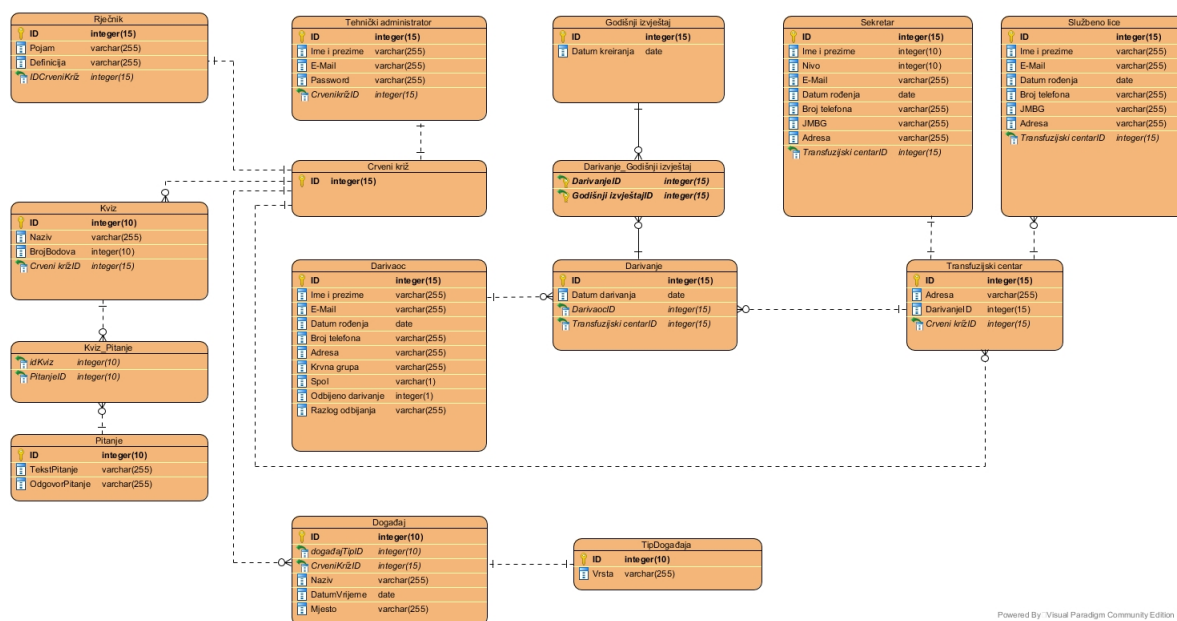 Rječnik
ID integer(15)
Pojam varchar(255)
Definicija varchar(255)
IDCrveniKriž integer(15)
Tehnički administrator
ID integer(15)
Ime i prezime varchar(255)
E-Mail varchar(255)
Password varchar(255)
CrvenikrižID integer(15)
Godišnji izvještaj
ID integer(15)
Datum kreiranja date
Sekretar
ID integer(15)
Ime i prezime integer(10)
Nivo integer(10)
E-Mail varchar(255)
Datum rođenja date
Broj telefona varchar(255)
JMBG varchar(255)
Adresa varchar(255)
Transfuzijski centarID integer(15)
Službeno lice
ID integer(15)
Ime i prezime varchar(255)
E-Mail varchar(255)
Datum rođenja date
Broj telefona varchar(255)
JMBG varchar(255)
Adresa varchar(255)
Transfuzijski centarID integer(15)
Crveni križ
ID integer(15)
Darivanje_Godišnji izvještaj
DarivanjeID integer(15)
Godišnji izvještajID integer(15)
Kviz
ID integer(10)
Naziv varchar(255)
BrojBodova integer(10)
Crveni križID integer(15)
Darivaoc
ID integer(15)
Ime i prezime varchar(255)
E-Mail varchar(255)
Datum rođenja date
Broj telefona varchar(255)
Adresa varchar(255)
Krvna grupa varchar(255)
Spol varchar(1)
Odbijeno darivanje integer(1)
Razlog odbijanja varchar(255)
Darivanje
ID integer(15)
Datum darivanja date
DarivaocID integer(15)
Transfuzijski centarID integer(15)
Transfuzijski centar
ID integer(15)
Adresa varchar(255)
DarivanjeID integer(15)
Crveni križID integer(15)
Kviz_Pitanje
idKviz integer(10)
PitanjeID integer(10)
Pitanje
ID integer(10)
TekstPitanje varchar(255)
OdgovorPitanje varchar(255)
Događaj
ID integer(10)
događajTipID integer(10)
CrveniKrižID integer(15)
Naziv varchar(255)
DatumVrijeme date
Mjesto varchar(255)
TipDogađaja
ID integer(10)
Vrsta varchar(255)
Powered By Visual Paradigm Community Edition